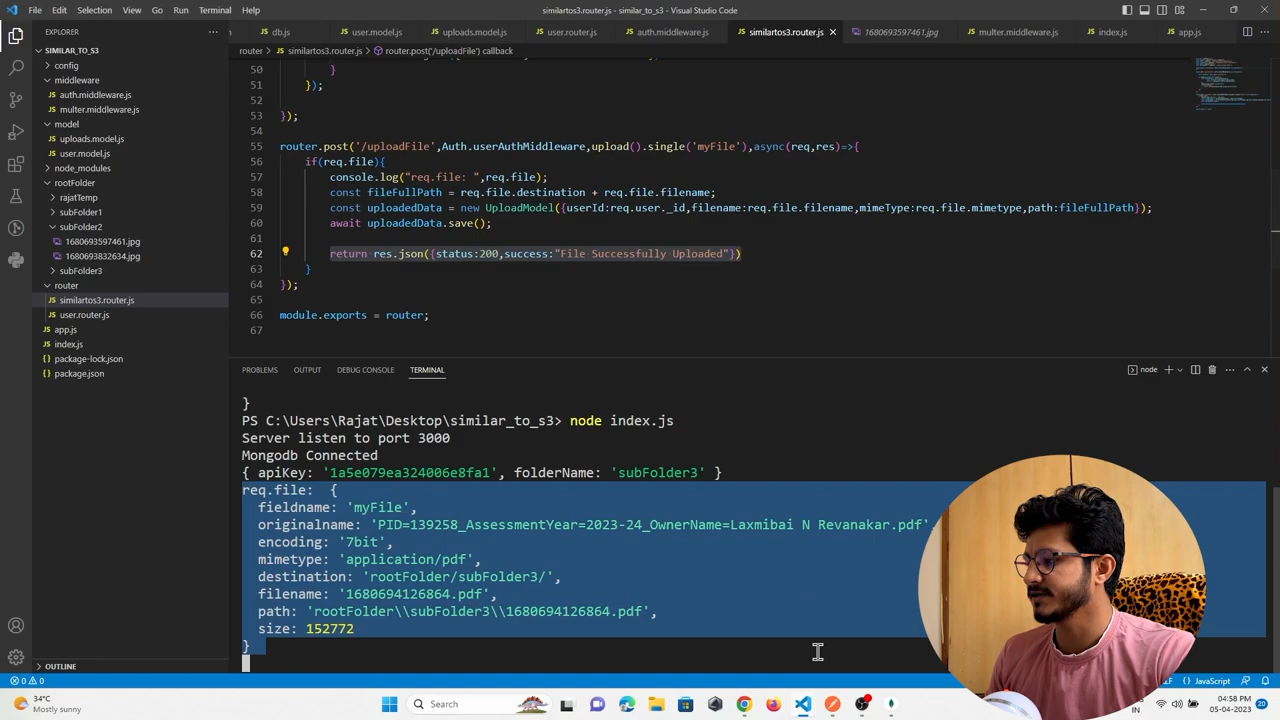 File Edit Selection View Go Run Terminal Help
similartos3.router.js - similar_to_s3 - Visual Studio Code
EXPLORER
db.js user.model.js uploads.model.js user.router.js auth.middleware.js similartos3.router.js 1680693597461.jpg multer.middleware.js index.js app.js
router > similartos3.router.js > router.post('/uploadFile') callback
SIMILAR_TO_S3
config
middleware
auth.middleware.js
multer.middleware.js
model
uploads.model.js
user.model.js
node_modules
rootFolder
rajatTemp
subFolder1
subFolder2
1680693597461.jpg
1680693832634.jpg
subFolder3
router
similartos3.router.js
user.router.js
app.js
index.js
package-lock.json
package.json
OUTLINE
50 }
51 });
52
53 });
54
55 router.post('/uploadFile',Auth.userAuthMiddleware,upload().single('myFile'),async(req,res)=>{
56 if(req.file){
57 console.log("req.file: ",req.file);
58 const fileFullPath = req.file.destination + req.file.filename;
59 const uploadedData = new UploadModel({userId:req.user._id,filename:req.file.filename,mimeType:req.file.mimetype,path:fileFullPath});
60 await uploadedData.save();
61
62 return res.json({status:200,success:"File Successfully Uploaded"})
63 }
64 });
65
66 module.exports = router;
67
PROBLEMS OUTPUT DEBUG CONSOLE TERMINAL
node
}
PS C:\Users\Rajat\Desktop\similar_to_s3> node index.js
Server listen to port 3000
Mongodb Connected
{ apiKey: '1a5e079ea324006e8fa1', folderName: 'subFolder3' }
req.file: {
fieldname: 'myFile',
originalname: 'PID=139258_AssessmentYear=2023-24_OwnerName=Laxmibai N Revanakar.pdf',
encoding: '7bit',
mimetype: 'application/pdf',
destination: 'rootFolder/subFolder3/',
filename: '1680694126864.pdf',
path: 'rootFolder\\subFolder3\\1680694126864.pdf',
size: 152772
}
0 0
JavaScript
34°C
Mostly sunny
Search
IN
04:58 PM
05-04-2023